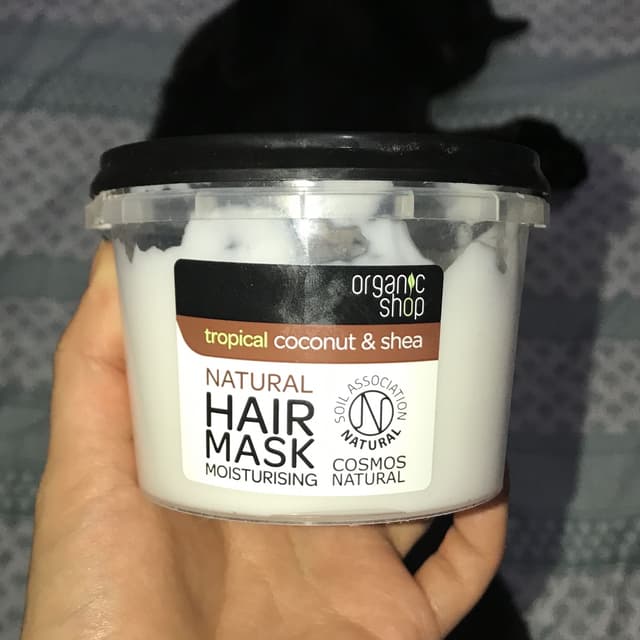 organic
shop
tropical coconut & shea
NATURAL
HAIR
MASK
MOISTURISING
SOIL ASSOCIATION
N
NATURAL
COSMOS
NATURAL